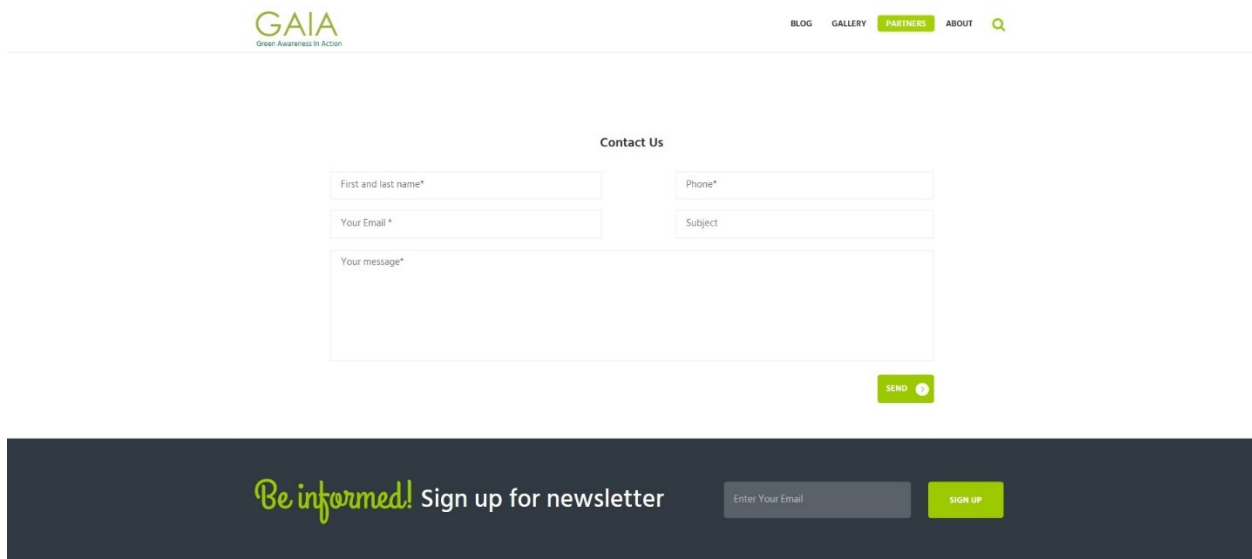 GAIA
Green Awareness In Action
BLOG GALLERY PARTNERS ABOUT
Contact Us
First and last name* Phone*
Your Email * Subject
Your message*
SEND
Be informed! Sign up for newsletter Enter Your Email SIGN UP